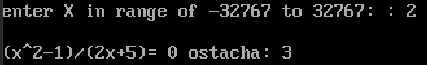 enter X in range of -32767 to 32767: : 2
(x^2-1)/(2x+5)= 0 ostacha: 3